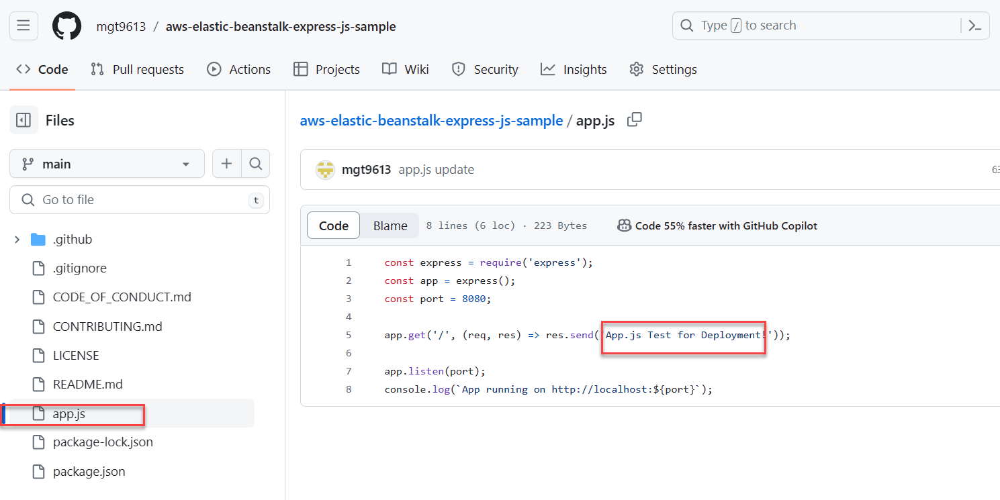 mgt9613 / aws-elastic-beanstalk-express-js-sample
Type / to search
Code Pull requests Actions Projects Wiki Security Insights Settings
Files
main
Go to file t
.github
.gitignore
CODE_OF_CONDUCT.md
CONTRIBUTING.md
LICENSE
README.md
app.js
package-lock.json
package.json
aws-elastic-beanstalk-express-js-sample / app.js
mgt9613 app.js update
63
Code Blame 8 lines (6 loc) · 223 Bytes Code 55% faster with GitHub Copilot
1 const express = require('express');
2 const app = express();
3 const port = 8080;
4
5 app.get('/', (req, res) => res.send('App.js Test for Deployment!'));
6
7 app.listen(port);
8 console.log(`App running on http://localhost:${port}`);